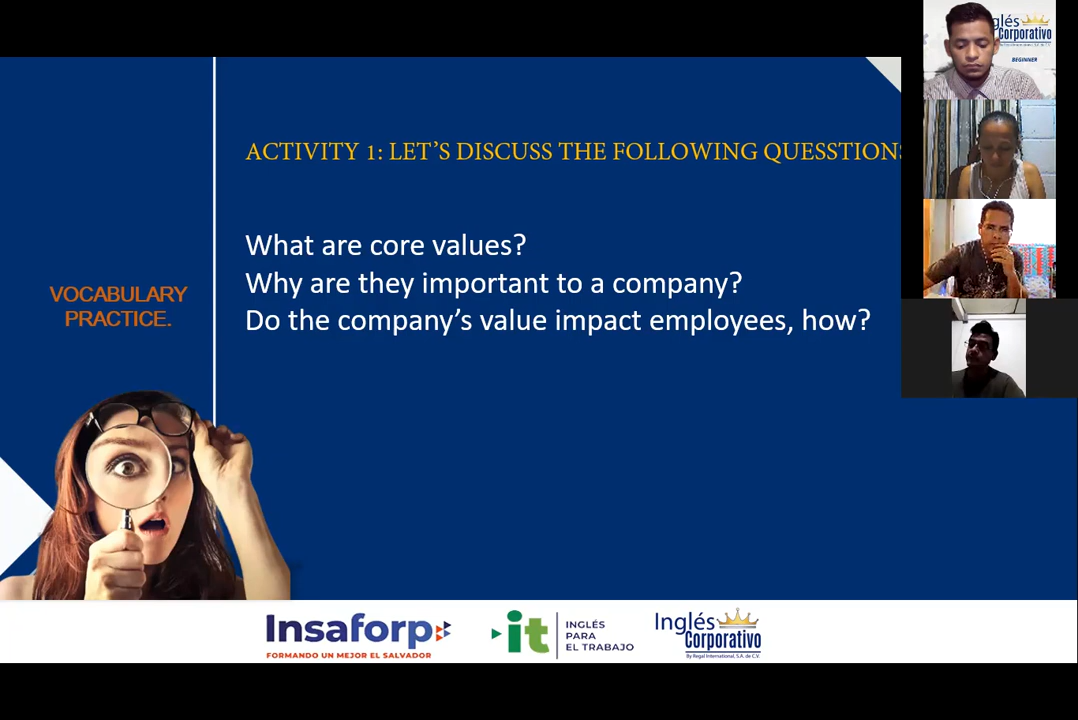 ACTIVITY 1: LET'S DISCUSS THE FOLLOWING QUESSTIONS
What are core values?
Why are they important to a company?
Do the company's value impact employees, how?
VOCABULARY
PRACTICE.
Insaforp
FORMANDO UN MEJOR EL SALVADOR
it
INGLÉS
PARA
EL TRABAJO
Inglés
Corporativo
By Regal International, S.A. de C.V.
glés
Corporativo
BEGINNER